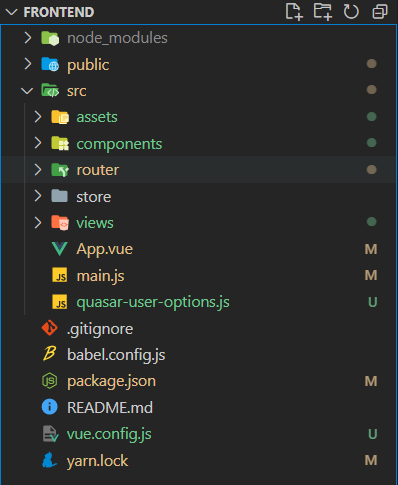 FRONTEND
node_modules
public
src
assets
components
router
store
views
App.vue M
main.js M
quasar-user-options.js U
.gitignore
babel.config.js
package.json M
README.md
vue.config.js U
yarn.lock M